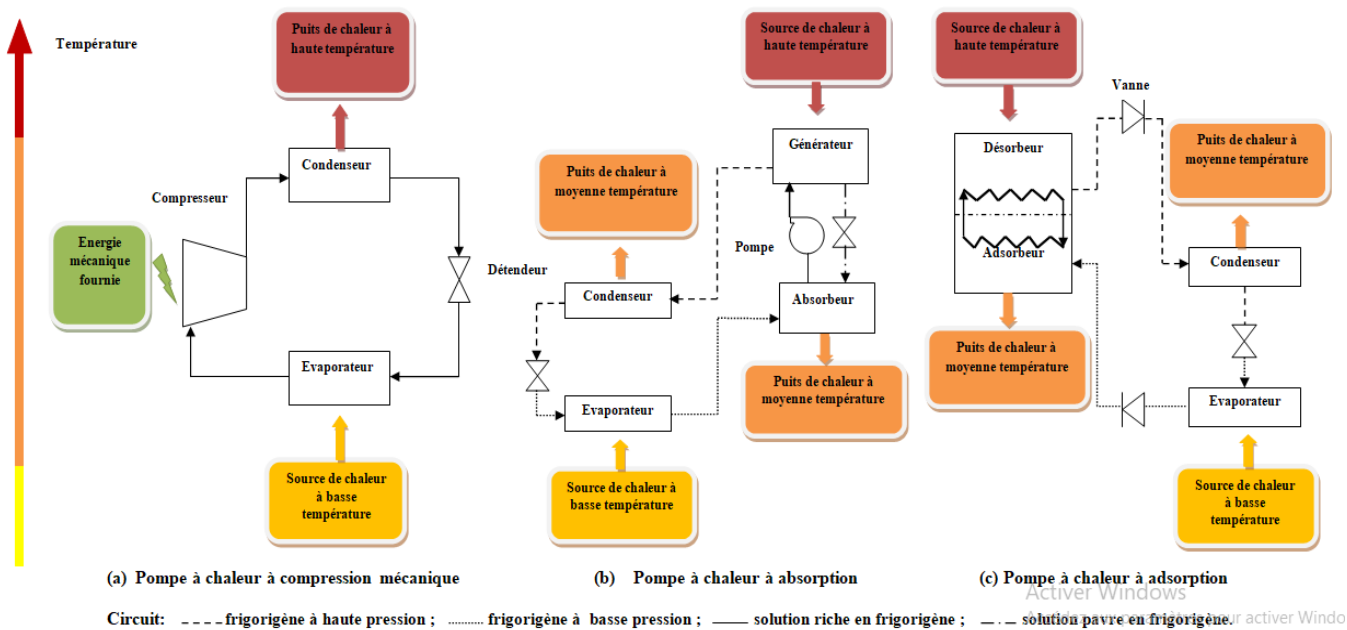 Température
Puits de chaleur à
haute température
Condenseur
Compresseur
Energie
mécanique
fournie
Détendeur
Evaporateur
Source de chaleur
à basse
température
(a) Pompe à chaleur à compression mécanique
Source de chaleur à
haute température
Générateur
Puits de chaleur à
moyenne température
Pompe
Condenseur
Absorbeur
Puits de chaleur à
moyenne température
Evaporateur
Source de chaleur à
basse température
(b) Pompe à chaleur à absorption
Source de chaleur à
haute température
Vanne
Désorbeur
Puits de chaleur à
moyenne température
Adsorbeur
Condenseur
Puits de chaleur à
moyenne température
Evaporateur
Source de chaleur
à basse
température
(c) Pompe à chaleur à adsorption
Activer Windows
Circuit: frigorigène à haute pression ; frigorigène à basse pression ; solution riche en frigorigène ; solution pauvre en frigorigène.
pour activer Windo